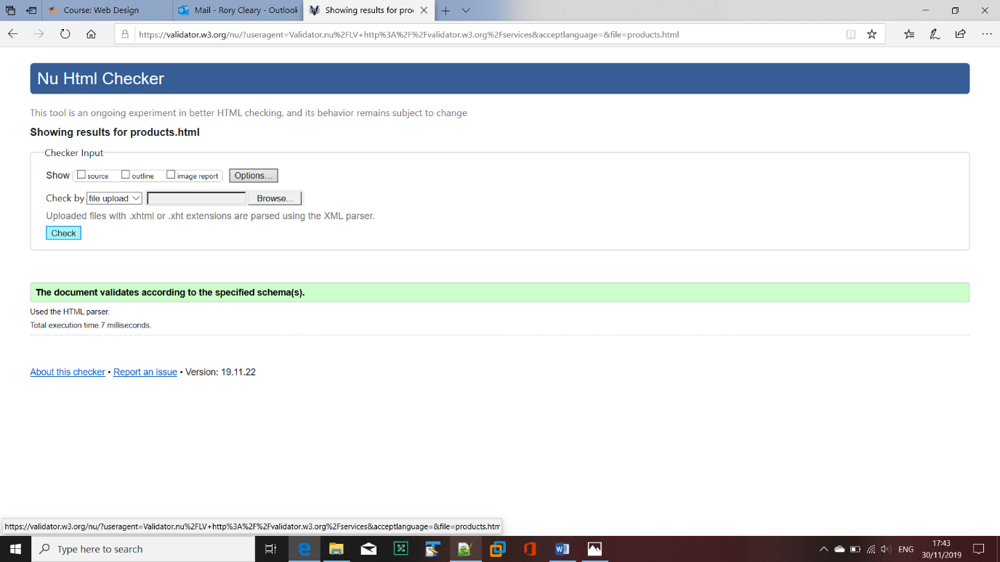 Course: Web Design
Mail - Rory Cleary - Outlook
Showing results for pro
https://validator.w3.org/nu/?useragent=Validator.nu%2FLV+http%3A%2F%2Fvalidator.w3.org%2Fservices&acceptlanguage=&file=products.html
Nu Html Checker
This tool is an ongoing experiment in better HTML checking, and its behavior remains subject to change
Showing results for products.html
Checker Input
Show source outline image report Options...
Check by file upload Browse...
Uploaded files with .xhtml or .xht extensions are parsed using the XML parser.
Check
The document validates according to the specified schema(s).
Used the HTML parser.
Total execution time 7 milliseconds.
About this checker • Report an issue • Version: 19.11.22
https://validator.w3.org/nu/?useragent=Validator.nu%2FLV+http%3A%2F%2Fvalidator.w3.org%2Fservices&acceptlanguage=&file=products.htm
Type here to search
ENG
17:43
30/11/2019